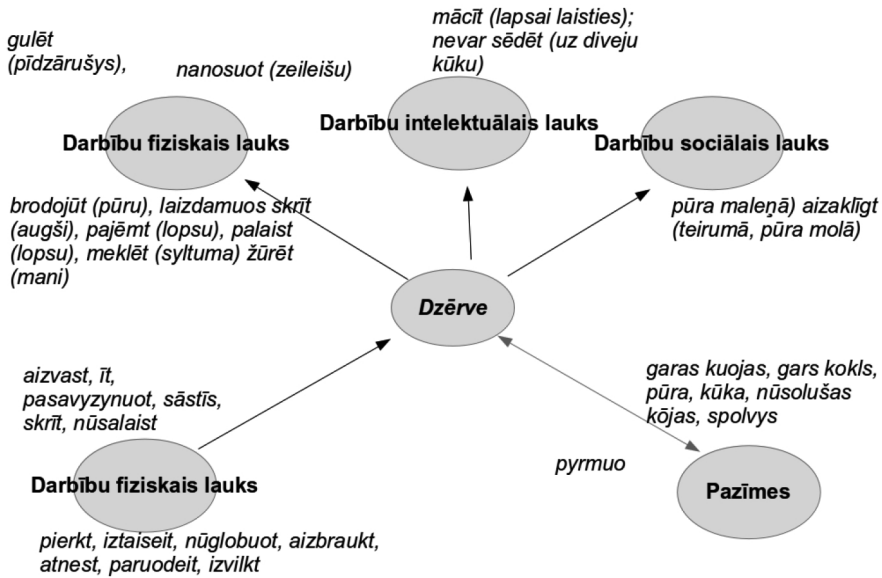 gulēt
(pīdzārušys),
nanosuot (zeileišu)
mācīt (lapsai laisties);
nevar sēdēt (uz diveju
kūku)
Darbību fiziskais lauks
Darbību intelektuālais lauks
Darbību sociālais lauks
brodojūt (pūru), laizdamuos skrīt
(augši), pajēmt (lopsu), palaist
(lopsu), meklēt (syltuma) žūrēt
(mani)
pūra maleņā) aizaklīgt
(teirumā, pūra molā)
Dzērve
aizvast, īt,
pasavyzynuot, sāstīs,
skrīt, nūsalaist
garas kuojas, gars kokls,
pūra, kūka, nūsolušas
kōjas, spolvys
pyrmuo
Darbību fiziskais lauks
Pazīmes
pierkt, iztaiseit, nūglobuot, aizbraukt,
atnest, paruodeit, izvilkt